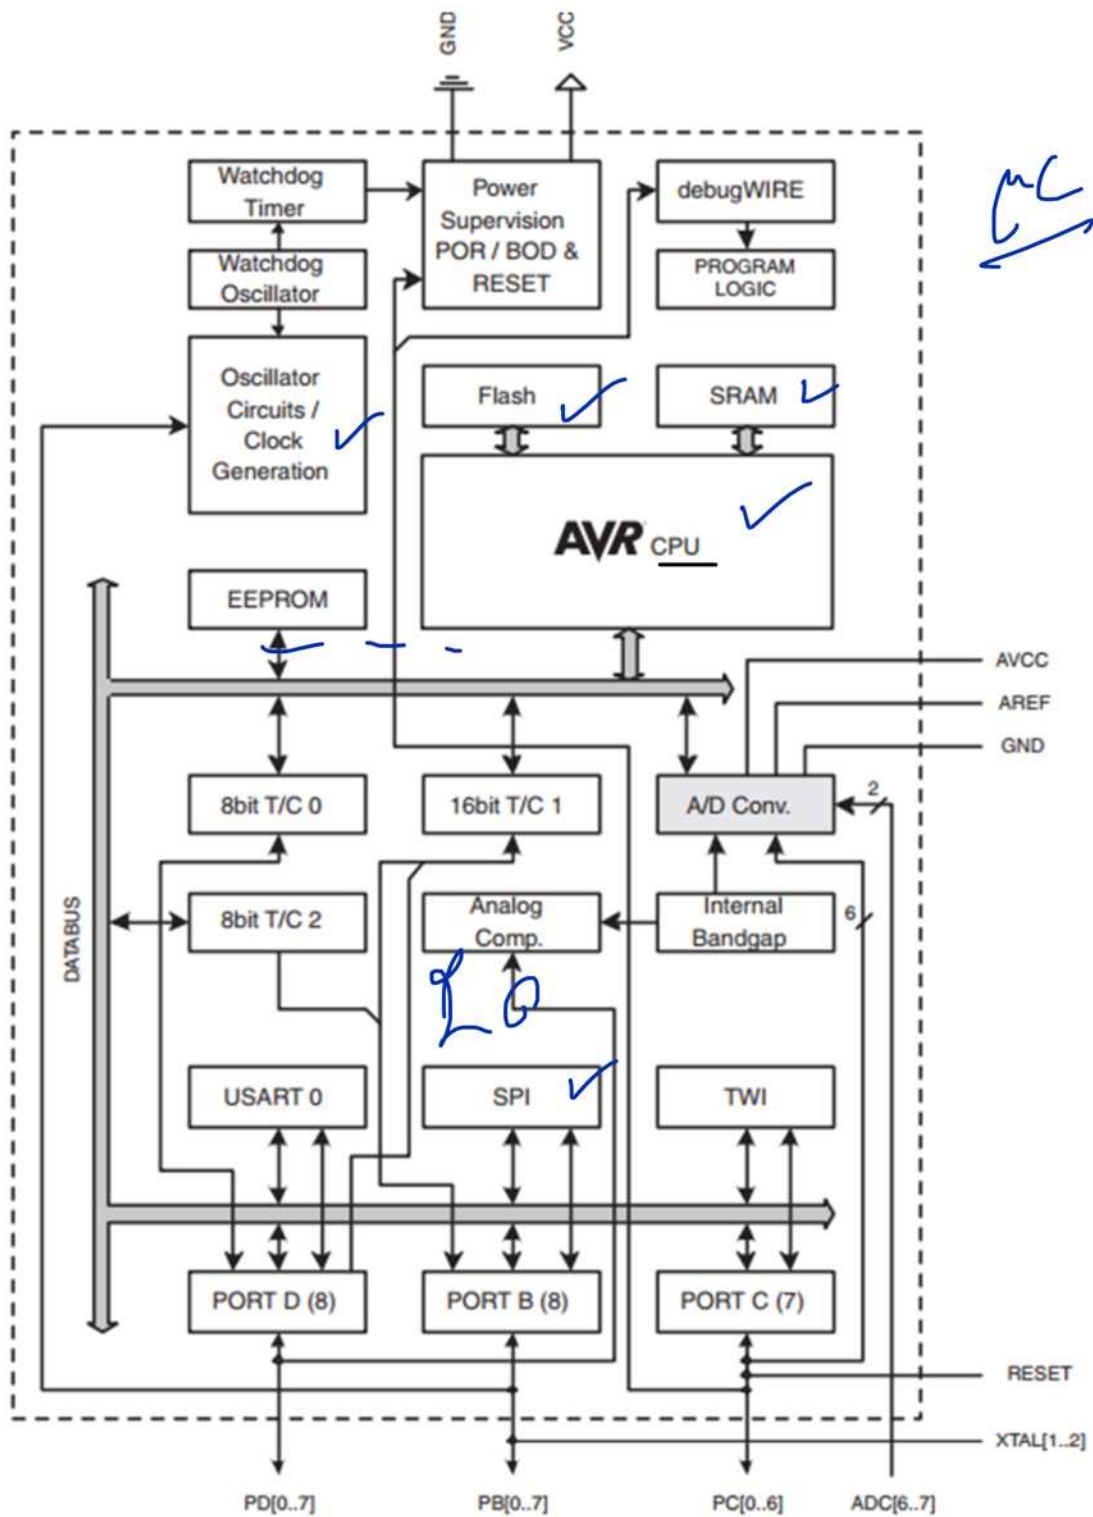 GND
VCC
μC
Watchdog
Timer
Power
Supervision
POR / BOD &
RESET
debugWIRE
Watchdog
Oscillator
PROGRAM
LOGIC
Oscillator
Circuits /
Clock
Generation
Flash
SRAM
AVR CPU
EEPROM
AVCC
AREF
GND
8bit T/C 0
16bit T/C 1
A/D Conv.
2
DATABUS
8bit T/C 2
Analog
Comp.
Internal
Bandgap
6
USART 0
SPI
TWI
PORT D (8)
PORT B (8)
PORT C (7)
RESET
XTAL[1..2]
PD[0..7]
PB[0..7]
PC[0..6]
ADC[6..7]